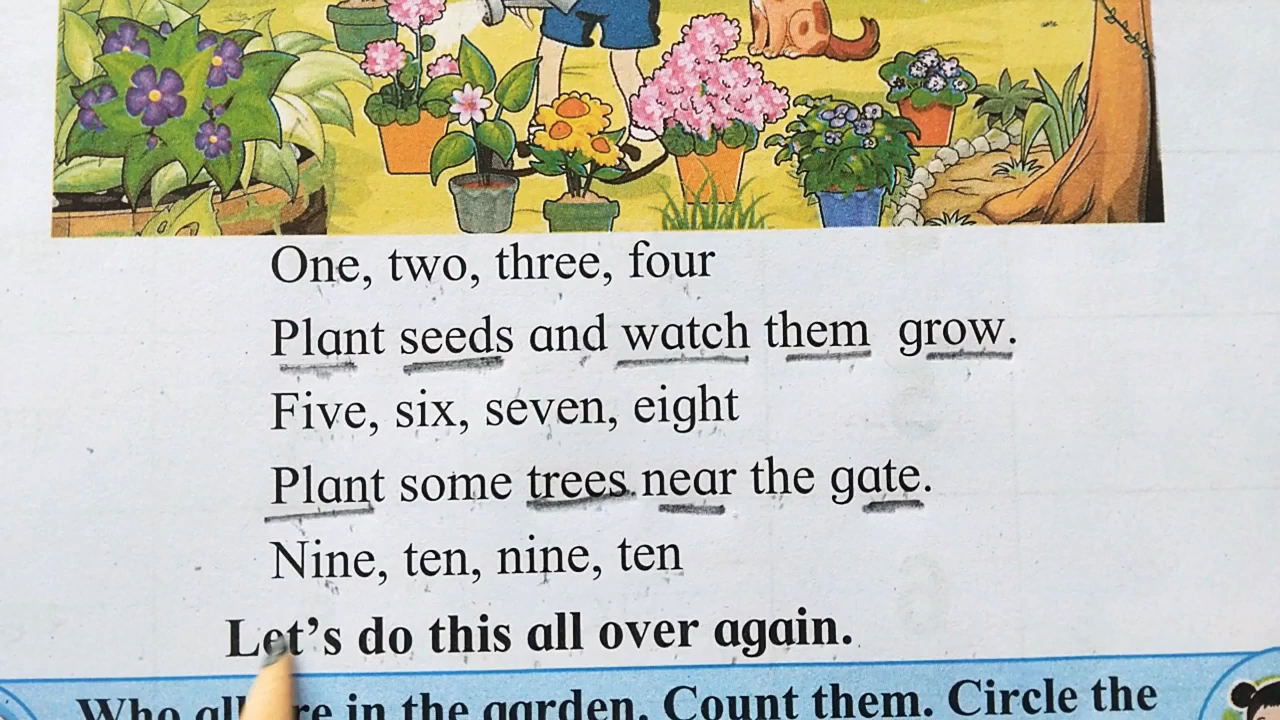 One, two, three, four
Plant seeds and watch them grow.
Five, six, seven, eight
Plant some trees near the gate.
Nine, ten, nine, ten
Let's do this all over again.
Who in the garden. Count them. Circle the